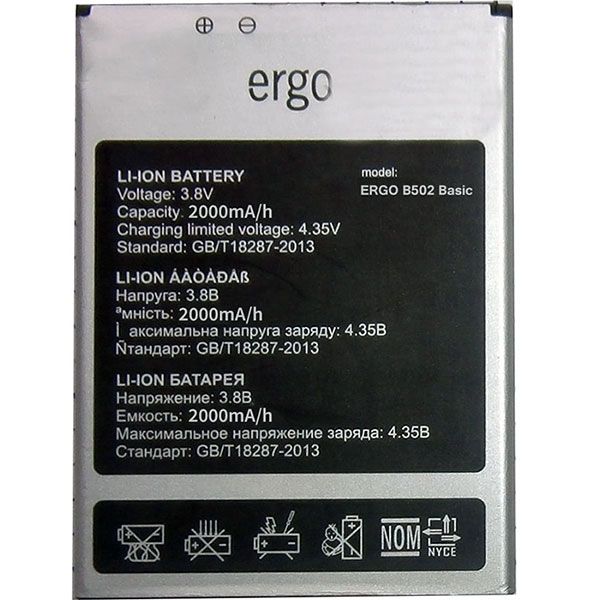 ergo
LI-ION BATTERY
Voltage: 3.8V
Capacity. 2000mA/h
Charging limited voltage: 4.35V
Standard: GB/T18287-2013
model:
ERGO B502 Basic
LI-ION ÁÀÒÀÐÅß
Напруга: 3.8В
ªмність: 2000mA/h
Ì аксимальна напруга заряду: 4.35В
Ñтандарт: GB/T18287-2013
LI-ION БАТАРЕЯ
Напряжение: 3.8В
Емкость: 2000mA/h
Максимальное напряжение заряда: 4.35В
Стандарт: GB/T18287-2013
NOM
NYCE